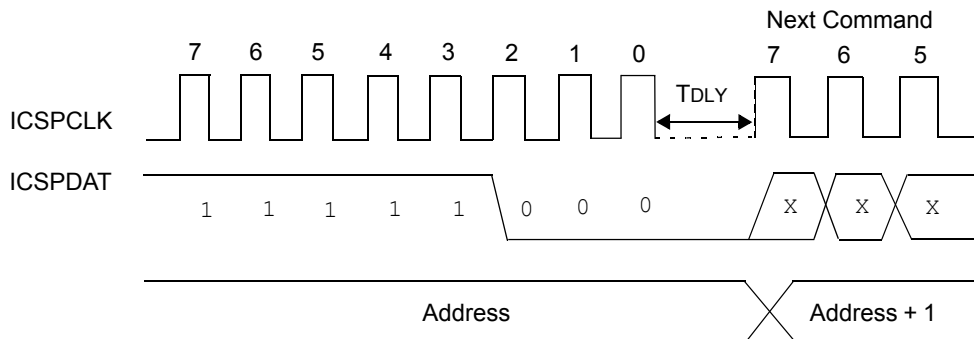 Next Command
7 6 5 4 3 2 1 0 7 6 5
TDLY
ICSPCLK
ICSPDAT
1 1 1 1 1 0 0 0 X X X
Address Address + 1